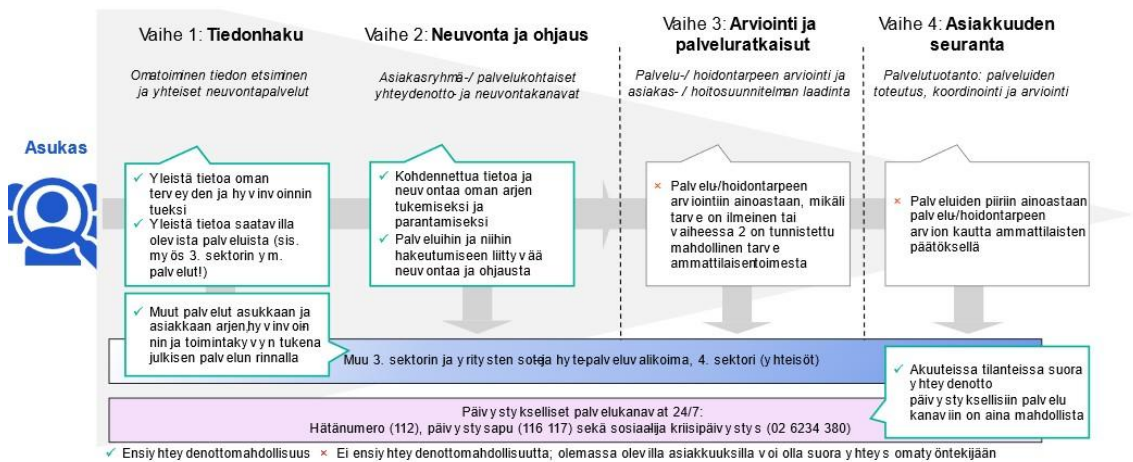 Vaihe 1: Tiedonhaku
Omatoiminen tiedon etsiminen
ja yhteiset neuvontapalvelut
Vaihe 2: Neuvonta ja ohjaus
Asiakasryhmä-/ palvelukohtaiset
yhteydenotto- ja neuvontakanavat
Vaihe 3: Arviointi ja
palveluratkaisut
Palvelu-/ hoidontarpeen arviointi ja
asiakas- / hoitosuunnitelman laadinta
Vaihe 4: Asiakkuuden
seuranta
Palvelutuotanto: palveluiden
toteutus, koordinointi ja arviointi
Asukas
✓ Yleistä tietoa oman
terveyden ja hyvinvoinnin
tueksi
✓ Yleistä tietoa saatavilla
olevista palveluista (sis.
myös 3. sektorin ym.
palvelut!)
✓ Kohdennettua tietoa ja
neuvontaa oman arjen
tukemiseksi ja
parantamiseksi
✓ Palveluihin ja niihin
hakeutumiseen liittyvää
neuvontaa ja ohjausta
× Palvelu/hoidontarpeen
arviointiin ainoastaan, mikäli
tarve on ilmeinen tai
vaiheessa 2 on tunnistettu
mahdollinen tarve
ammattilaisentoimesta
× Palveluiden piiriin ainoastaan
palvelu/hoidontarpeen
arvion kautta ammattilaisten
päätöksellä
✓ Muut palvelut asukkaan ja
asiakkaan arjen,hyvinvoin
nin ja toimintakyvyn tukena
julkisen palvelun rinnalla
Muu 3. sektorin ja yritysten soteja hyte-palveluvalikoima, 4. sektori (yhteisöt)
✓ Akuuteissa tilanteissa suora
yhteydenotto
päivystyksellisiin palvelu
kanaviin on aina mahdollista
Päivystykselliset palvelukanavat 24/7:
Hätänumero (112), päivystysapu (116 117) sekä sosiaalija kriisipäivystys (02 6234 380)
✓ Ensiyhteydenottomahdollisuus × Ei ensiyhteydenottomahdollisuutta; olemassa olevilla asiakkuuksilla voi olla suora yhteys omatyöntekijään